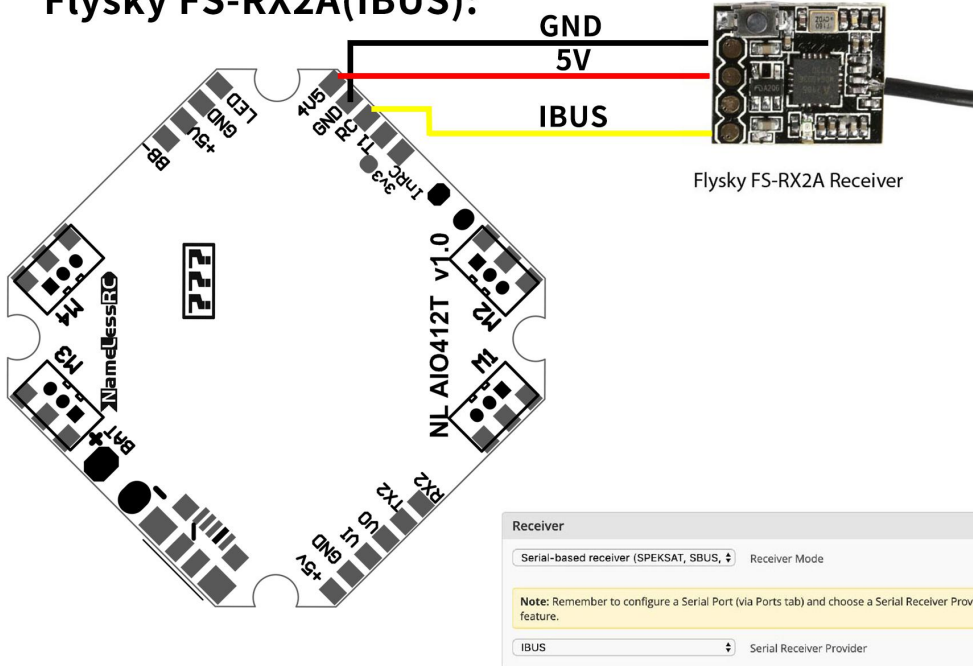 Flysky FS-RX2A(IBUS):
GND
5V
IBUS
Flysky FS-RX2A Receiver
LED
GND
+5V
BB-
4V5
GND
RC
T1
3v3
InRC
M4
M2
NameLessRC
???
NL AIO412T v1.0
M3
M1
BAT
+
-
RX2
TX2
VO
VI
GND
+5v
Receiver
Serial-based receiver (SPEKSAT, SBUS, Receiver Mode
Note: Remember to configure a Serial Port (via Ports tab) and choose a Serial Receiver Prov
feature.
IBUS Serial Receiver Provider